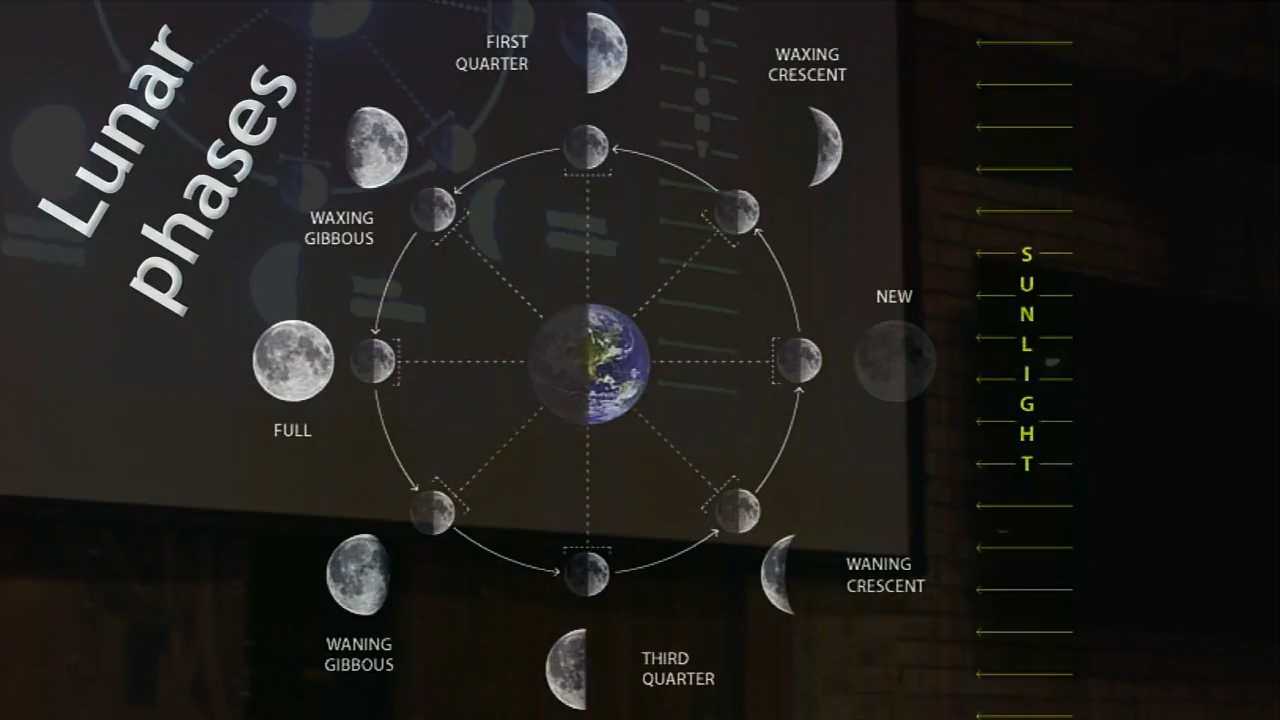 Lunar
phases
FIRST
QUARTER
WAXING
CRESCENT
WAXING
GIBBOUS
NEW
SUNLIGHT
FULL
WANING
CRESCENT
WANING
GIBBOUS
THIRD
QUARTER